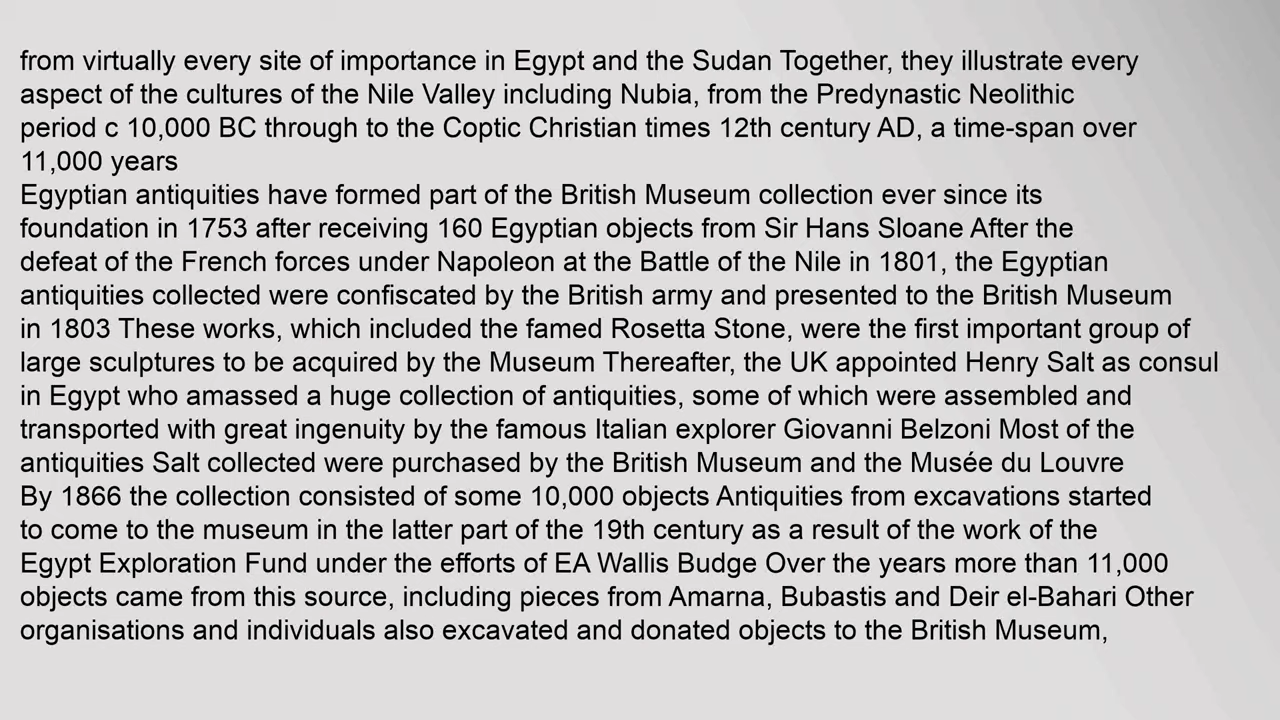 from virtually every site of importance in Egypt and the Sudan Together, they illustrate every
aspect of the cultures of the Nile Valley including Nubia, from the Predynastic Neolithic
period c 10,000 BC through to the Coptic Christian times 12th century AD, a time-span over
11,000 years
Egyptian antiquities have formed part of the British Museum collection ever since its
foundation in 1753 after receiving 160 Egyptian objects from Sir Hans Sloane After the
defeat of the French forces under Napoleon at the Battle of the Nile in 1801, the Egyptian
antiquities collected were confiscated by the British army and presented to the British Museum
in 1803 These works, which included the famed Rosetta Stone, were the first important group of
large sculptures to be acquired by the Museum Thereafter, the UK appointed Henry Salt as consul
in Egypt who amassed a huge collection of antiquities, some of which were assembled and
transported with great ingenuity by the famous Italian explorer Giovanni Belzoni Most of the
antiquities Salt collected were purchased by the British Museum and the Musée du Louvre
By 1866 the collection consisted of some 10,000 objects Antiquities from excavations started
to come to the museum in the latter part of the 19th century as a result of the work of the
Egypt Exploration Fund under the efforts of EA Wallis Budge Over the years more than 11,000
objects came from this source, including pieces from Amarna, Bubastis and Deir el-Bahari Other
organisations and individuals also excavated and donated objects to the British Museum,